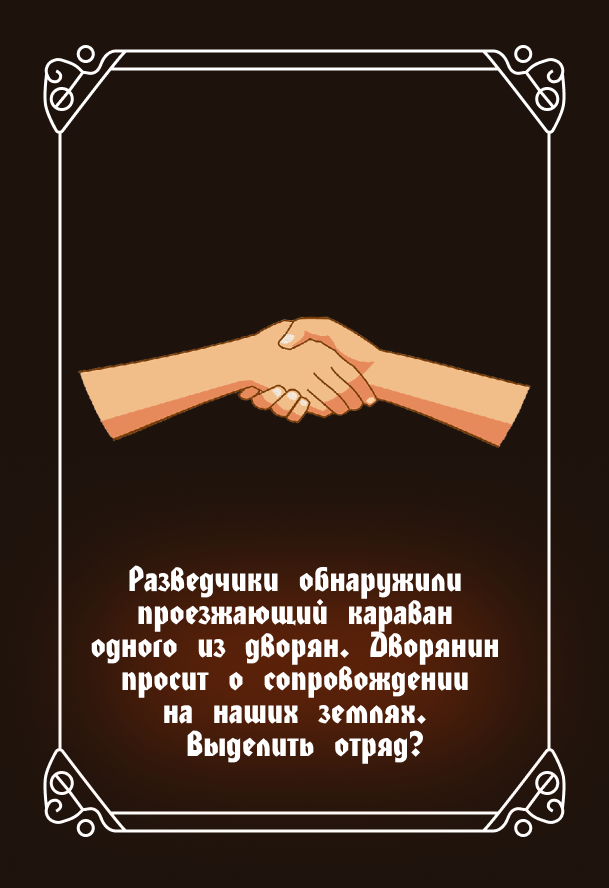 Разведчики обнаружили
проезжающий караван
одного из дворян. Дворянин
просит о сопровождении
на наших землях.
Выделить отряд?